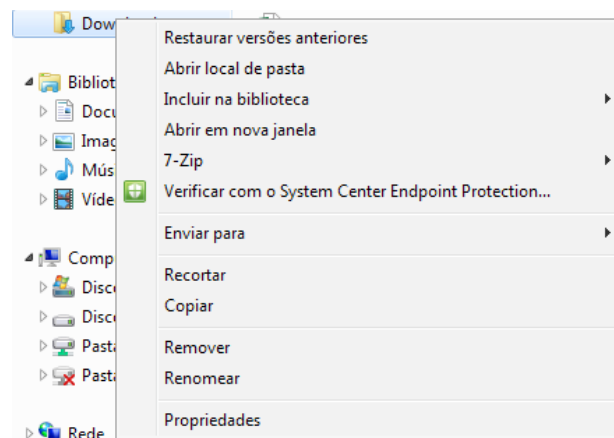 Dow
Bibliot
Docu
Imag
Mús
Víde
Comp
Disc
Disc
Pasta
Pasta
Rede
Restaurar versões anteriores
Abrir local de pasta
Incluir na biblioteca
Abrir em nova janela
7-Zip
Verificar com o System Center Endpoint Protection...
Enviar para
Recortar
Copiar
Remover
Renomear
Propriedades